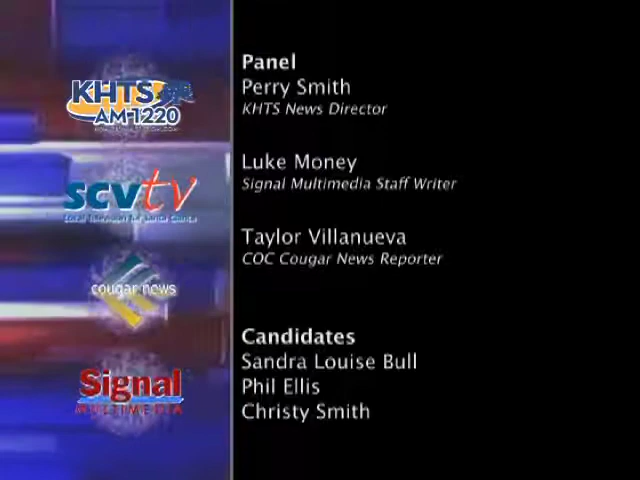 KHTS
AM-1220
scvtv
Local Television for Santa Clarita
cougar news
Signal
MULTIMEDIA
Panel
Perry Smith
KHTS News Director
Luke Money
Signal Multimedia Staff Writer
Taylor Villanueva
COC Cougar News Reporter
Candidates
Sandra Louise Bull
Phil Ellis
Christy Smith